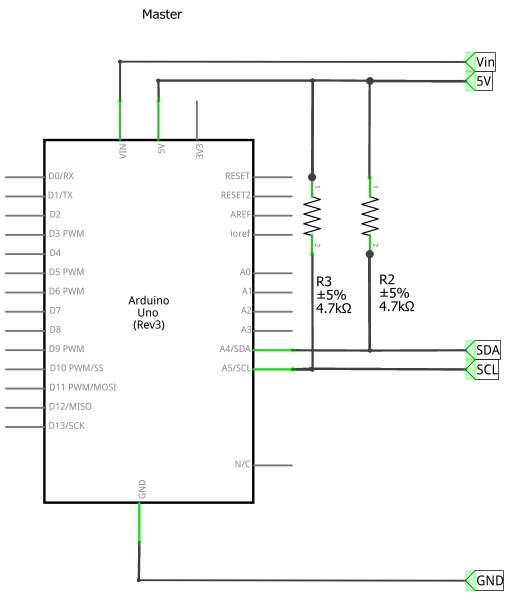 Master
Vin
5V
VIN
5V
3V3
D0/RX
RESET
1
1
D1/TX
RESET2
D2
AREF
D3 PWM
ioref
2
2
D4
D5 PWM
A0
D6 PWM
A1
R3
±5%
4.7kΩ
R2
±5%
4.7kΩ
Arduino
Uno
(Rev3)
D7
A2
D8
A3
D9 PWM
A4/SDA
SDA
D10 PWM/SS
A5/SCL
SCL
D11 PWM/MOSI
D12/MISO
D13/SCK
N/C
GND
GND